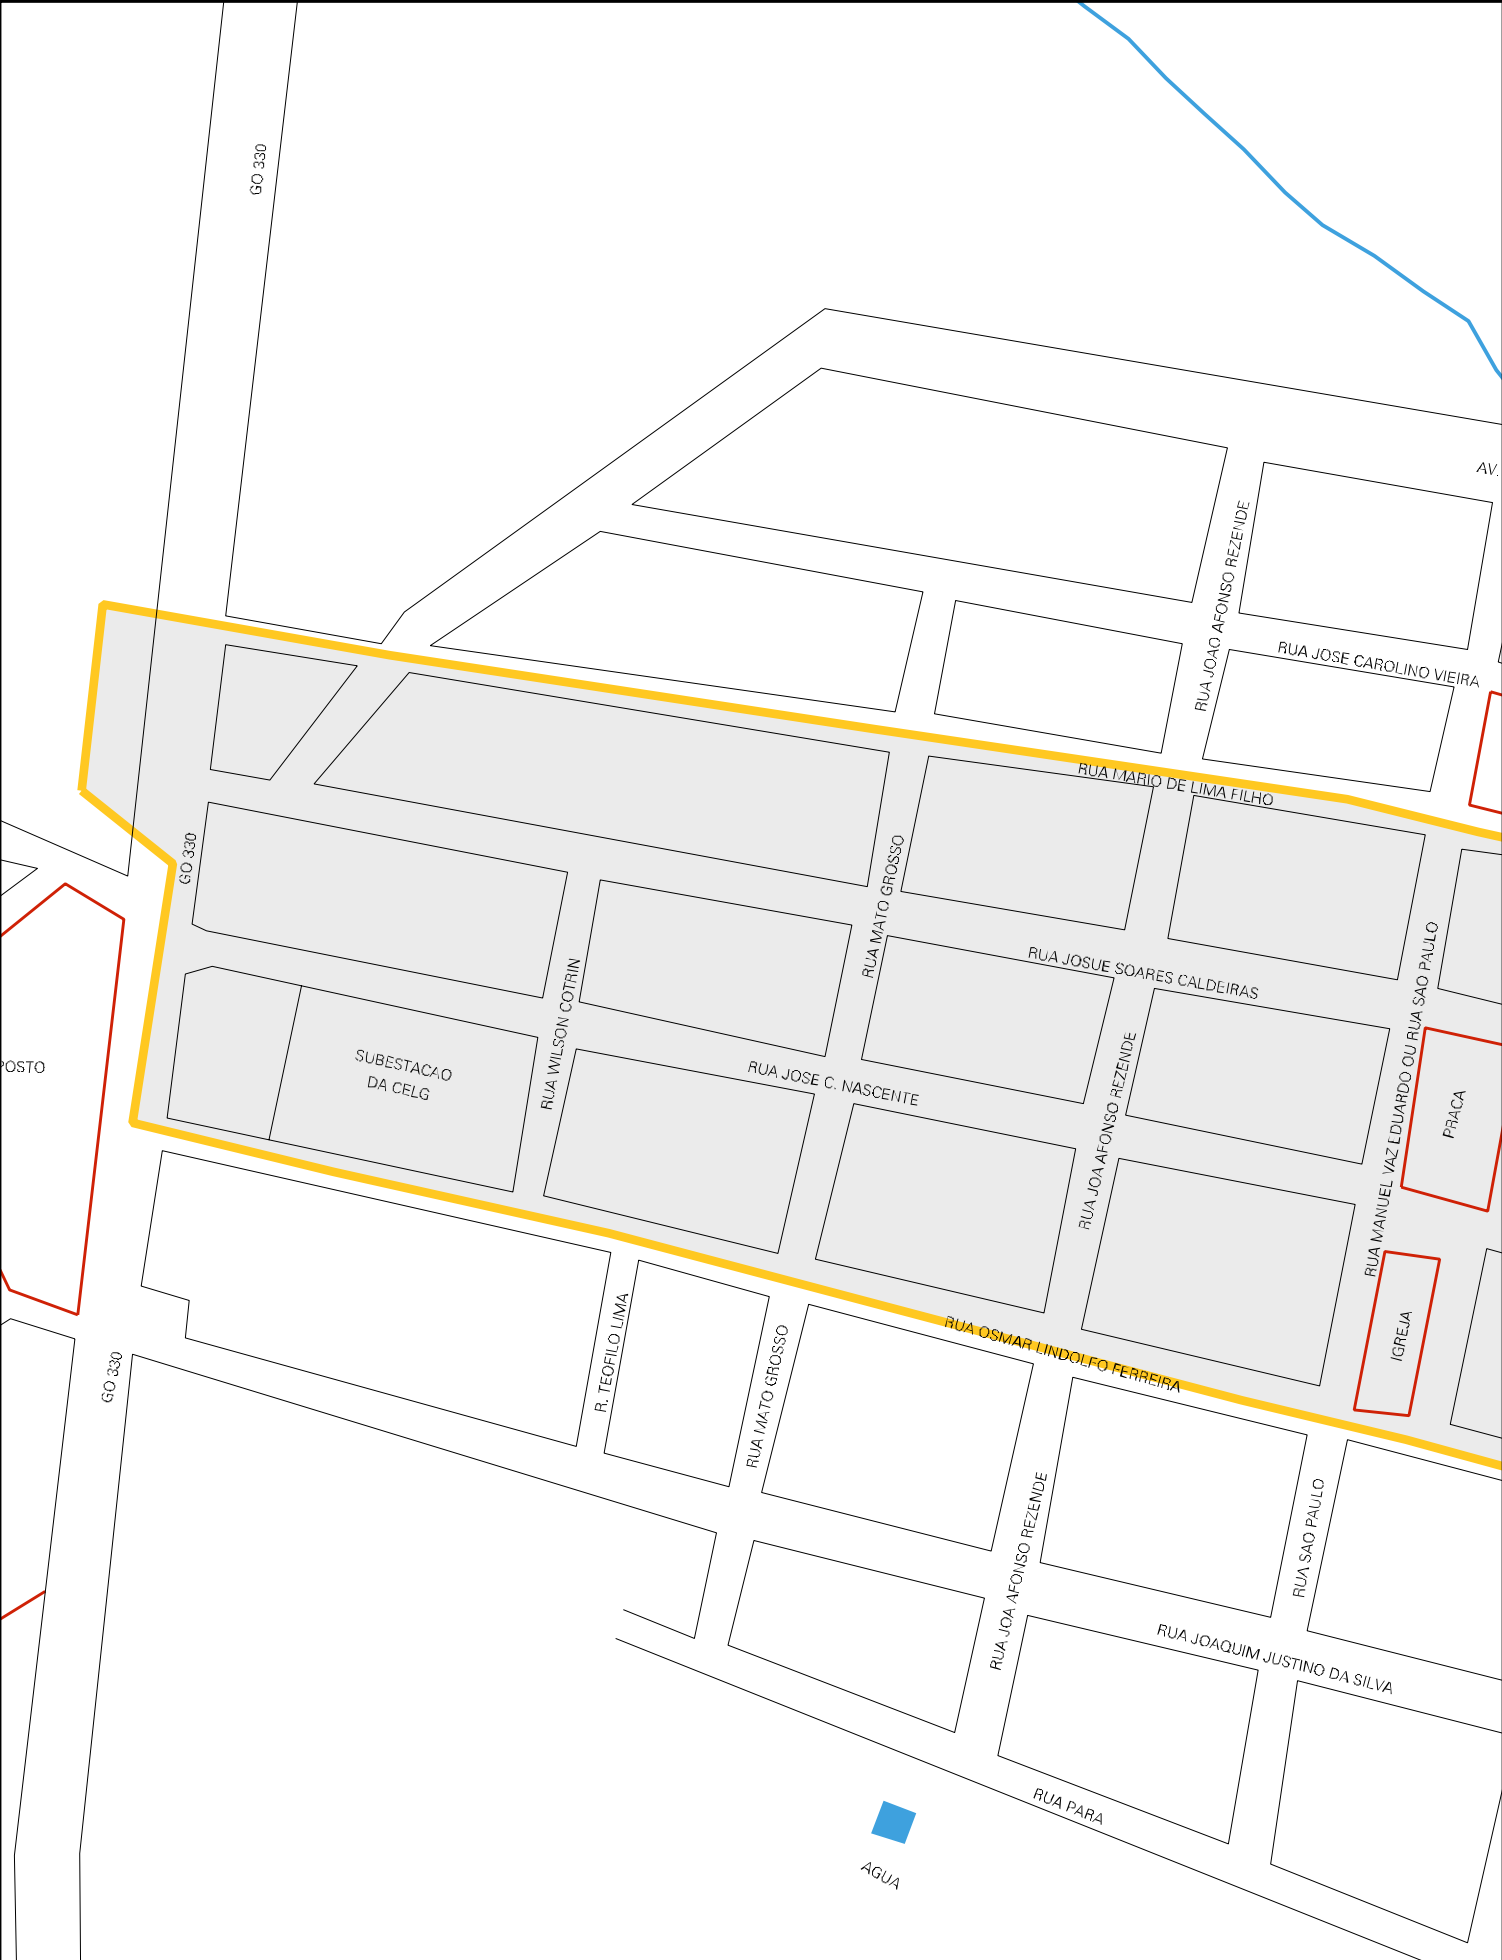 GO 330
AV.
RUA JOAO AFONSO REZENDE
RUA JOSE CAROLINO VIEIRA
RUA MARIO DE LIMA FILHO
GO 330
RUA MATO GROSSO
RUA JOSUE SOARES CALDEIRAS
RUA MANUEL VAZ EDUARDO OU RUA SAO PAULO
RUA WILSON COTRIN
SUBESTACAO
DA CELG
POSTO
RUA JOSE C. NASCENTE
RUA JOA AFONSO REZENDE
PRACA
IGREJA
RUA OSMAR LINDOLFO FERREIRA
R. TEOFILO LIMA
RUA MATO GROSSO
GO 330
RUA JOA AFONSO REZENDE
RUA SAO PAULO
RUA JOAQUIM JUSTINO DA SILVA
RUA PARA
AGUA